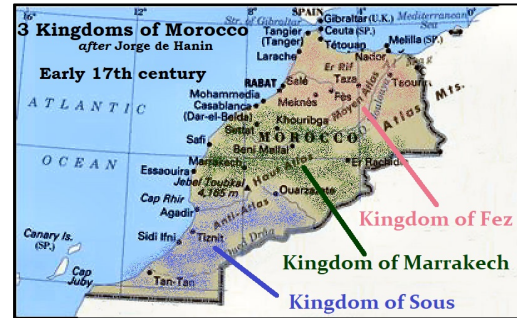 16°
12
SPAIN
3 Kingdoms of Morocco
after Jorge de Hanin
Early 17th century
Str. of Gibraltar
Gibraltar (U.K.)
Mediterranean
Sea
Tangier
(Tanger)
Ceuta (SP.)
Tétouan
Melilla (SP.)
Larache
Nador
Er Rif
RABAT
Salé
Taza
Fès
Meknès
Moyen Atlas
Mohammedia
Casablanca
(Dar-el-Beida)
Khouribga
Settat
ATLANTIC
OCEAN
MOROCCO
Atlas Mts.
Safi
Beni Mellal
Marrakech
Essaouira
Haut Atlas
Jebel Toubkal
4,165 m
Ouarzazate
Cap Rhir
Agadir
Anti-Atlas
Kingdom of Fez
Canary Is.
(SP.)
Sidi Ifni
Tiznit
Oued Drâa
Kingdom of Marrakech
Cap
Juby
Tan-Tan
Kingdom of Sous